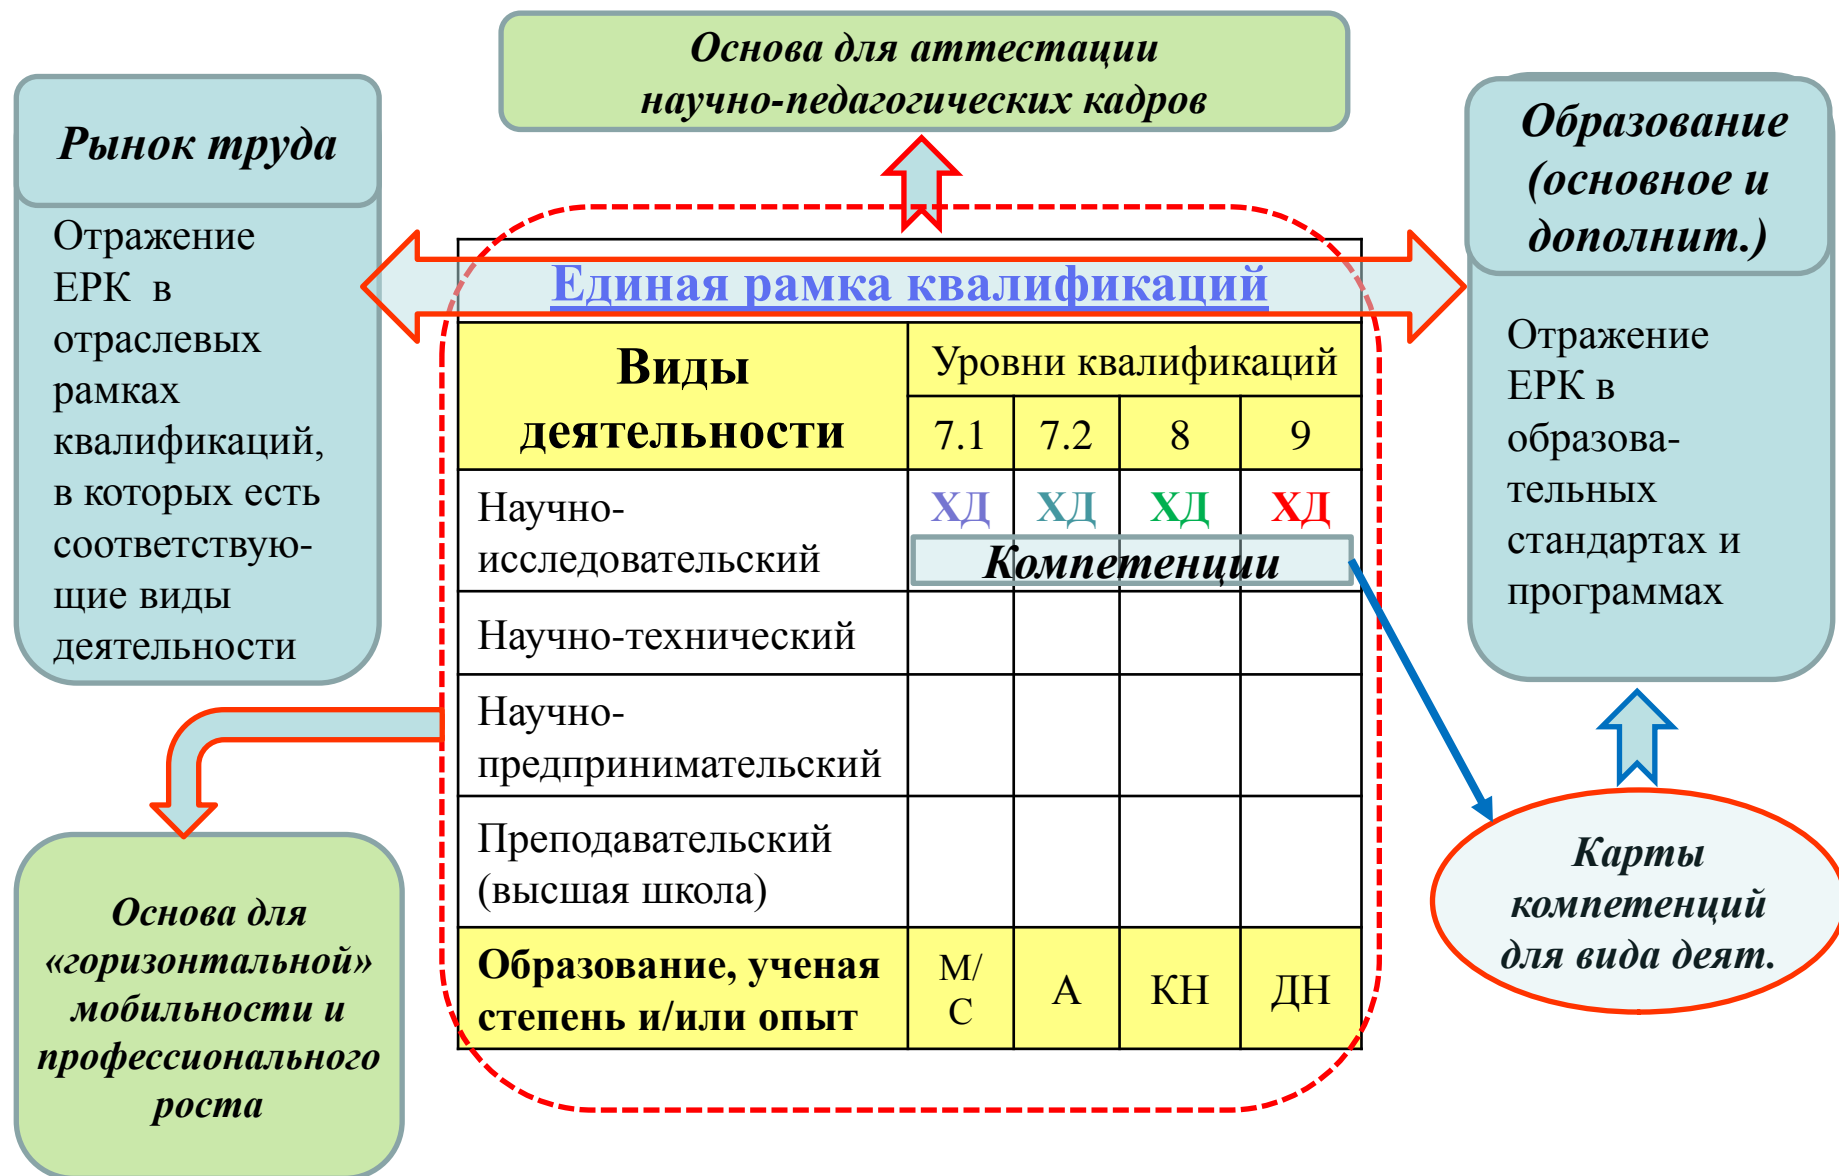 Основа для аттестации
научно-педагогических кадров
Рынок труда
Отражение
ЕРК в
отраслевых
рамках
квалификаций,
в которых есть
соответствую-
щие виды
деятельности
Образование
(основное и
дополнит.)
Отражение
ЕРК в
образова-
тельных
стандартах и
программах
Единая рамка квалификаций
Виды
деятельности
Уровни квалификаций
7.1 7.2 8 9
Научно-
исследовательский
ХД ХД ХД ХД
Компетенции
Научно-технический
Научно-
предпринимательский
Преподавательский
(высшая школа)
Образование, ученая
степень и/или опыт
М/
С
А КН ДН
Основа для
«горизонтальной»
мобильности и
профессионального
роста
Карты
компетенций
для вида деят.